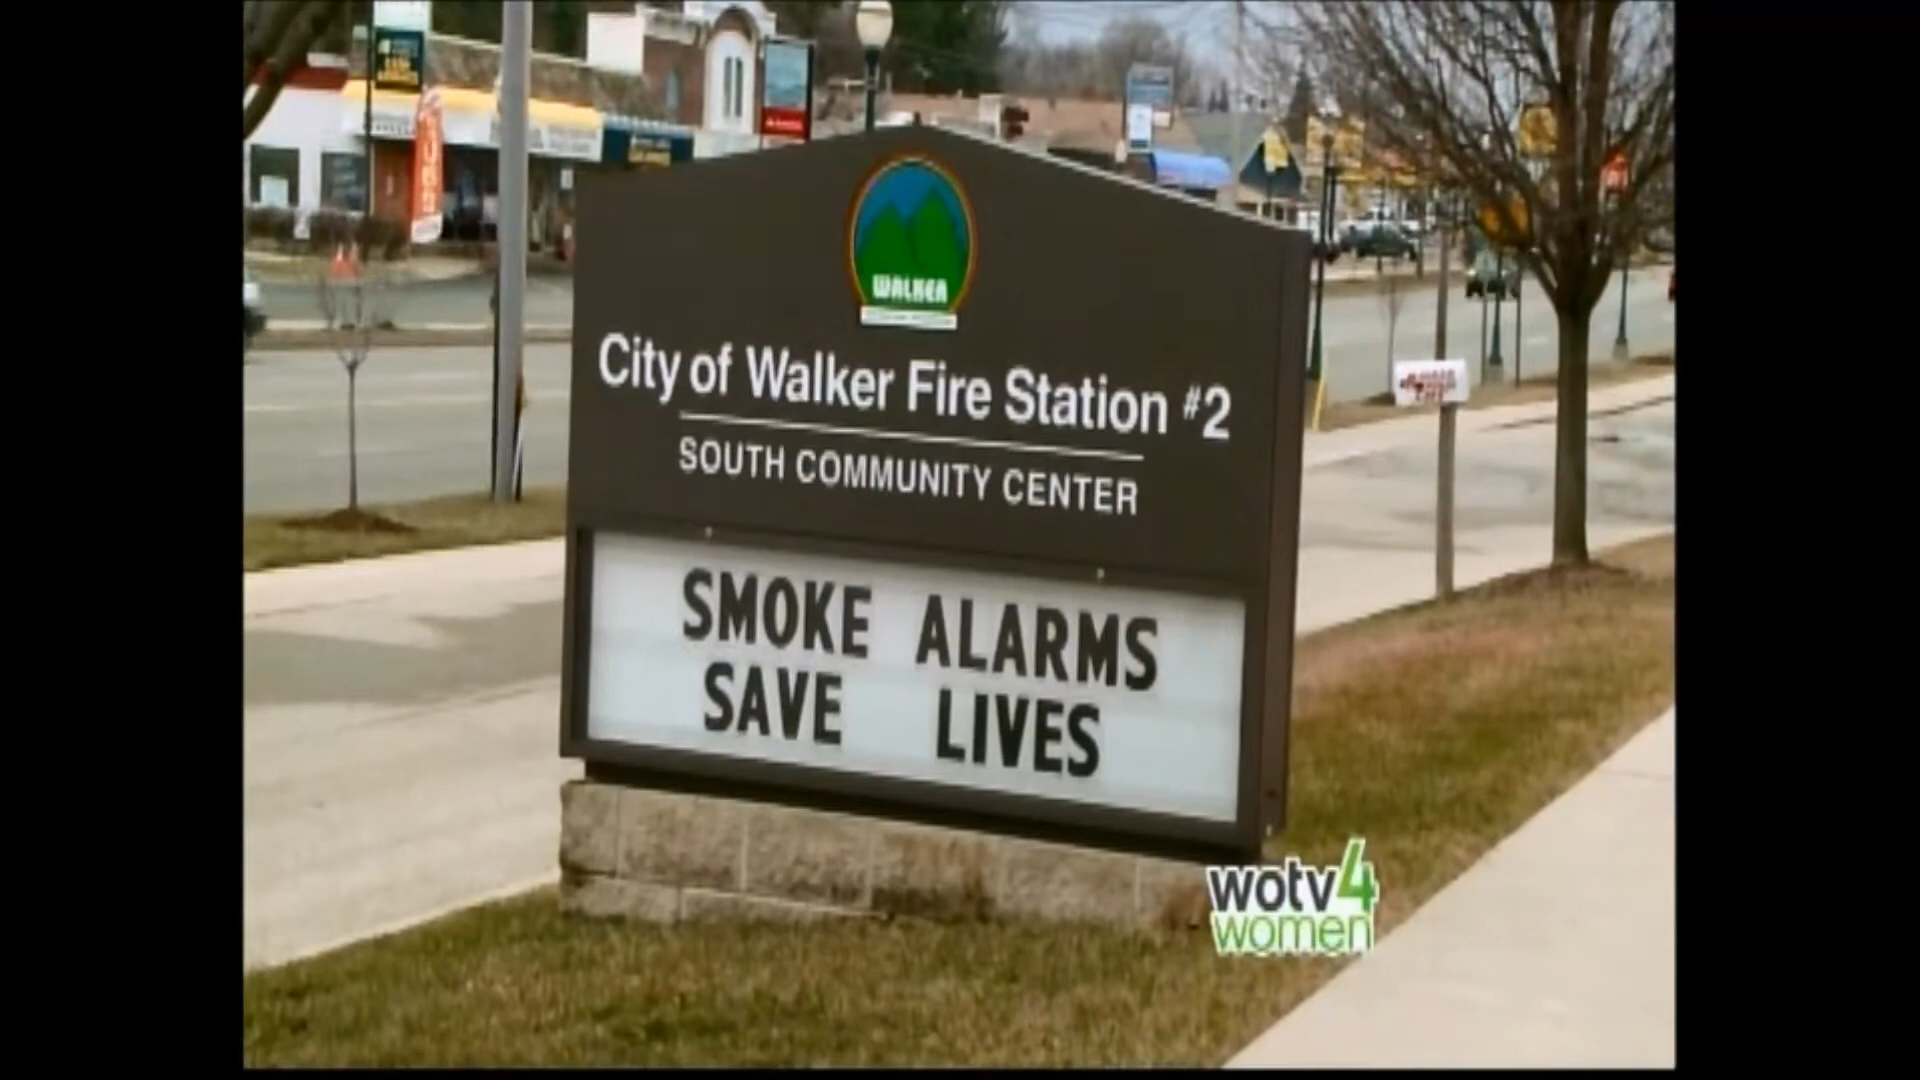 WALKER
City of Walker Fire Station #2
SOUTH COMMUNITY CENTER
SMOKE ALARMS
SAVE LIVES
wotv4
women